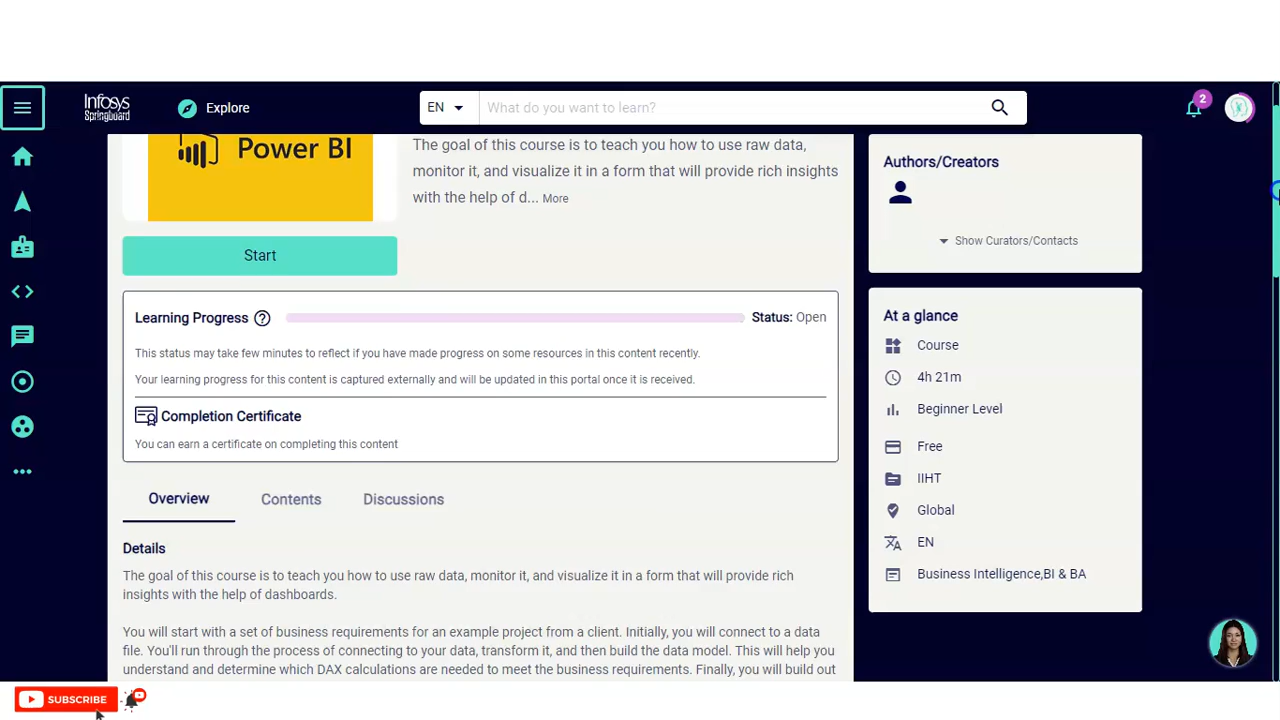 Infosys
Springboard
Explore
EN
What do you want to learn?
2
Power BI
The goal of this course is to teach you how to use raw data,
monitor it, and visualize it in a form that will provide rich insights
with the help of d... More
Start
Learning Progress ?
Status: Open
This status may take few minutes to reflect if you have made progress on some resources in this content recently.
Your learning progress for this content is captured externally and will be updated in this portal once it is received.
Completion Certificate
You can earn a certificate on completing this content
Overview
Contents
Discussions
Details
The goal of this course is to teach you how to use raw data, monitor it, and visualize it in a form that will provide rich
insights with the help of dashboards.
You will start with a set of business requirements for an example project from a client. Initially, you will connect to a data
file. You'll run through the process of connecting to your data, transform it, and then build the data model. This will help you
understand and determine which DAX calculations are needed to meet the business requirements. Finally, you will build out
Authors/Creators
Show Curators/Contacts
At a glance
Course
4h 21m
Beginner Level
Free
IIHT
Global
EN
Business Intelligence,BI & BA
SUBSCRIBE